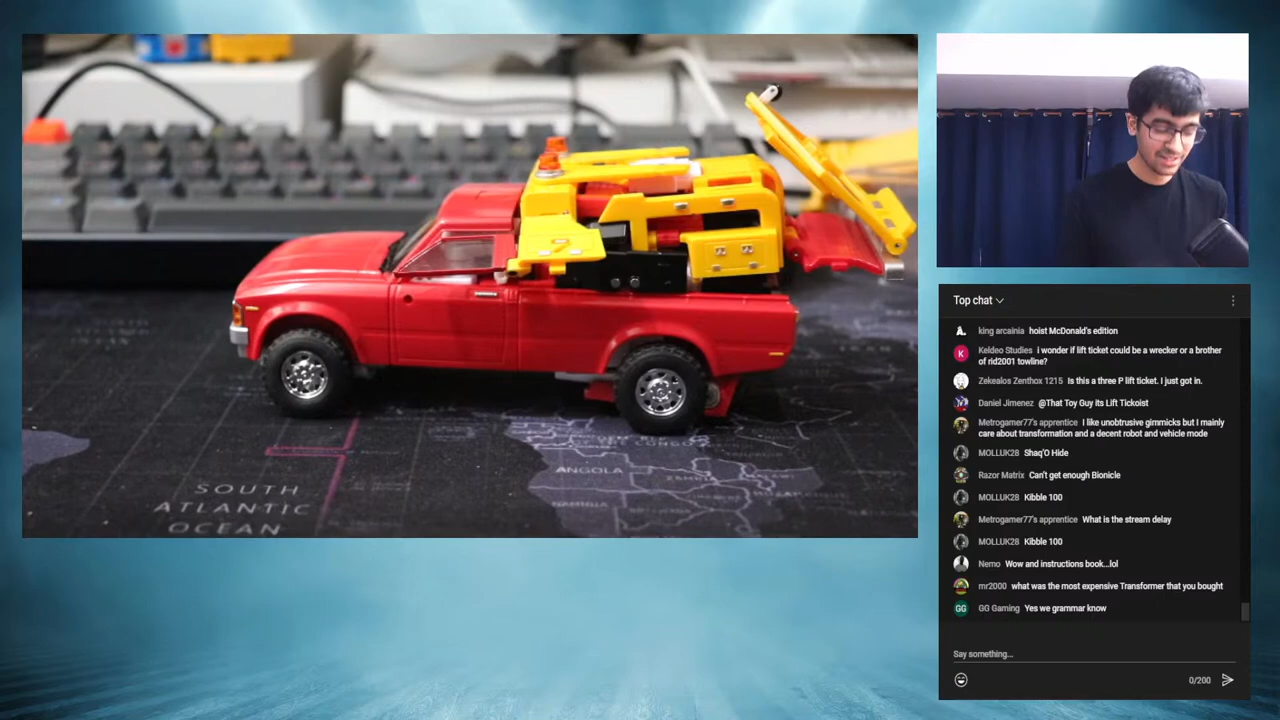 SOUTH
ATLANTIC
OCEAN
ANGOLA
Top chat
king arcainia hoist McDonald's edition
Keldeo Studies i wonder if lift ticket could be a wrecker or a brother
of rid2001 towline?
Zekealos Zenthox 1215 Is this a three P lift ticket. I just got in.
Daniel Jimenez @That Toy Guy its Lift Tickoist
Metrogamer77's apprentice I like unobtrusive gimmicks but I mainly
care about transformation and a decent robot and vehicle mode
MOLLUK28 Shaq'O Hide
Razor Matrix Can't get enough Bionicle
MOLLUK28 Kibble 100
Metrogamer77's apprentice What is the stream delay
MOLLUK28 Kibble 100
Nemo Wow and instructions book...lol
mr2000 what was the most expensive Transformer that you bought
GG GG Gaming Yes we grammar know
Say something...
0/200